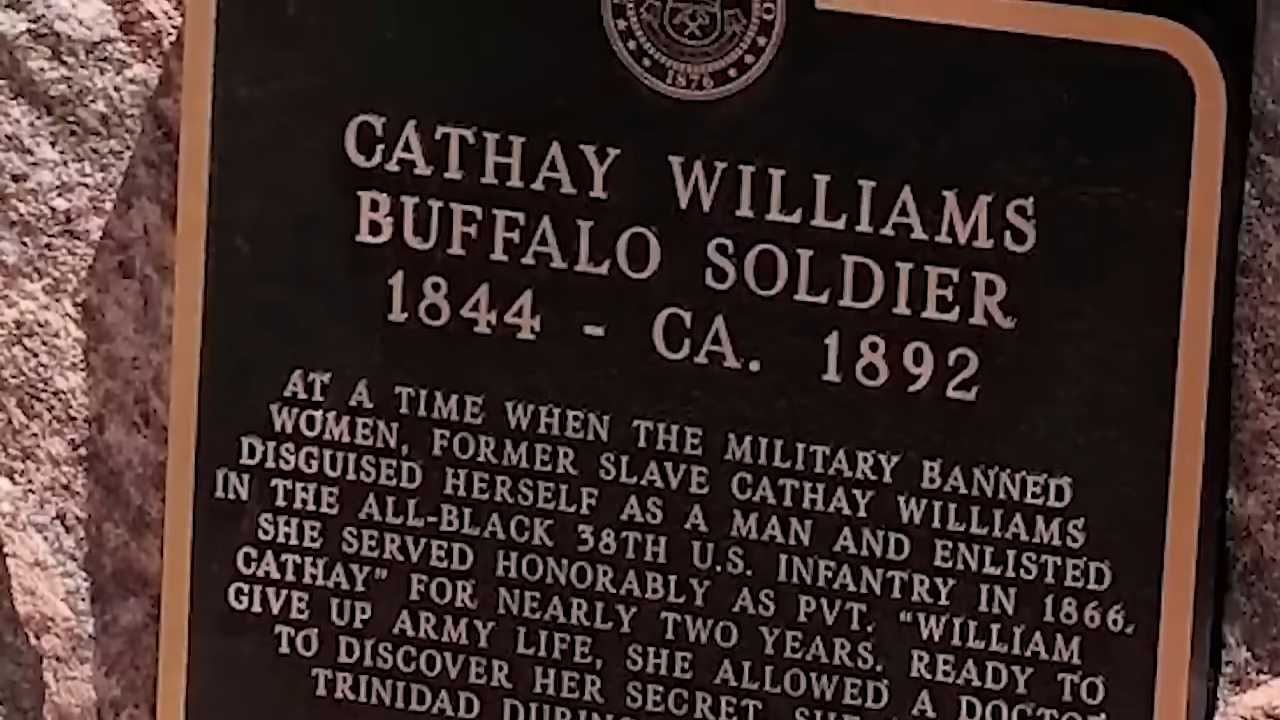 1876
CATHAY WILLIAMS
BUFFALO SOLDIER
1844 - CA. 1892
AT A TIME WHEN THE MILITARY BANNED
WOMEN, FORMER SLAVE CATHAY WILLIAMS
DISGUISED HERSELF AS A MAN AND ENLISTED
IN THE ALL-BLACK 38TH U.S. INFANTRY IN 1866.
SHE SERVED HONORABLY AS PVT. "WILLIAM
CATHAY" FOR NEARLY TWO YEARS. READY TO
GIVE UP ARMY LIFE, SHE ALLOWED A DOCTOR
TO DISCOVER HER SECRET. SHE
TRINIDAD DURING